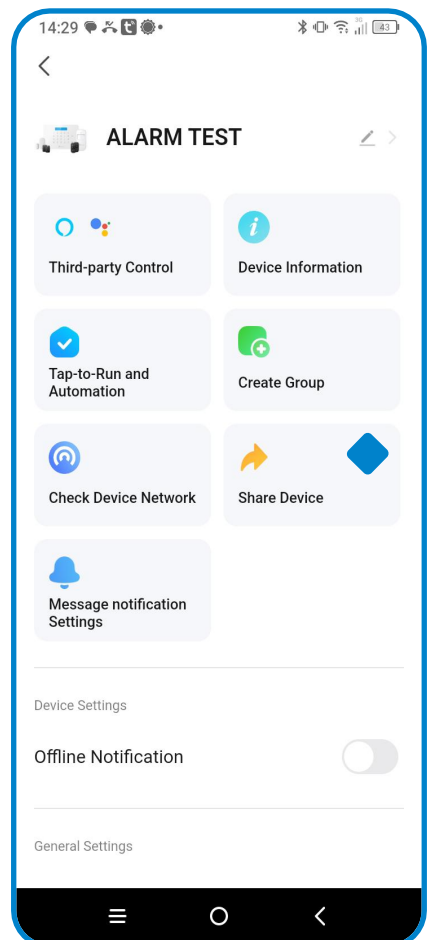 14:29
3G
43
ALARM TEST
Third-party Control
Device Information
Tap-to-Run and
Automation
Create Group
Check Device Network
Share Device
Message notification
Settings
Device Settings
Offline Notification
General Settings